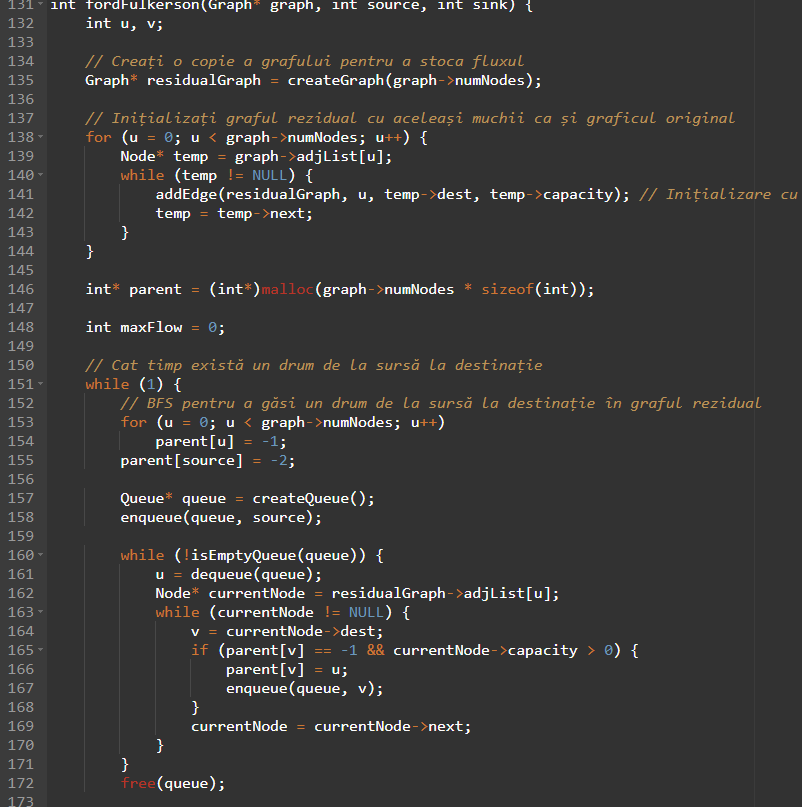 131 int fordFulkerson(Graph* graph, int source, int sink) {
132     int u, v;
133
134     // Creați o copie a grafului pentru a stoca fluxul
135     Graph* residualGraph = createGraph(graph->numNodes);
136
137     // Inițializați graful rezidual cu aceleași muchii ca și graficul original
138     for (u = 0; u < graph->numNodes; u++) {
139         Node* temp = graph->adjList[u];
140         while (temp != NULL) {
141             addEdge(residualGraph, u, temp->dest, temp->capacity); // Inițializare cu
142             temp = temp->next;
143         }
144     }
145
146     int* parent = (int*)malloc(graph->numNodes * sizeof(int));
147
148     int maxFlow = 0;
149
150     // Cat timp există un drum de la sursă la destinație
151     while (1) {
152         // BFS pentru a găsi un drum de la sursă la destinație în graful rezidual
153         for (u = 0; u < graph->numNodes; u++)
154             parent[u] = -1;
155         parent[source] = -2;
156
157         Queue* queue = createQueue();
158         enqueue(queue, source);
159
160         while (!isEmptyQueue(queue)) {
161             u = dequeue(queue);
162             Node* currentNode = residualGraph->adjList[u];
163             while (currentNode != NULL) {
164                 v = currentNode->dest;
165                 if (parent[v] == -1 && currentNode->capacity > 0) {
166                     parent[v] = u;
167                     enqueue(queue, v);
168                 }
169                 currentNode = currentNode->next;
170             }
171         }
172         free(queue);
173